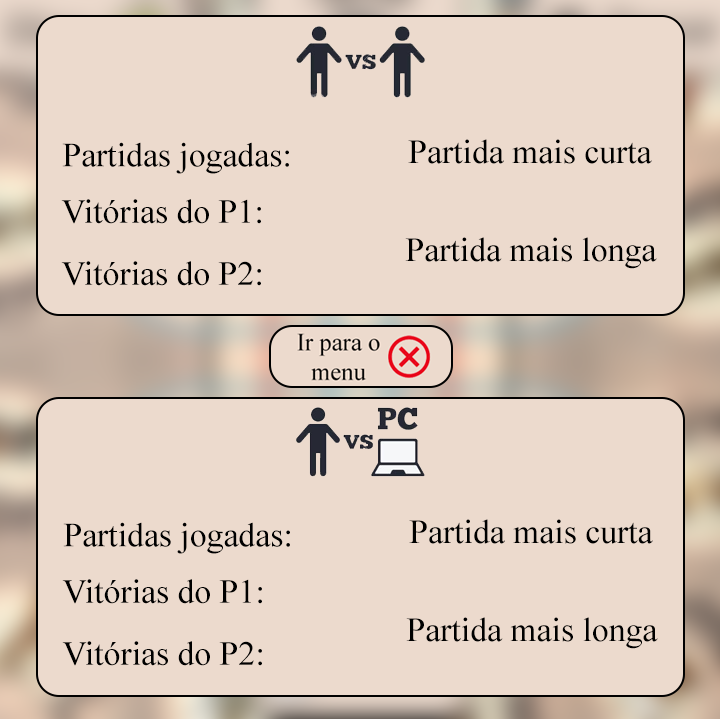 vs
Partidas jogadas:
Partida mais curta
Vitórias do P1:
Partida mais longa
Vitórias do P2:
Ir para o
menu
PC
vs
Partidas jogadas:
Partida mais curta
Vitórias do P1:
Partida mais longa
Vitórias do P2: